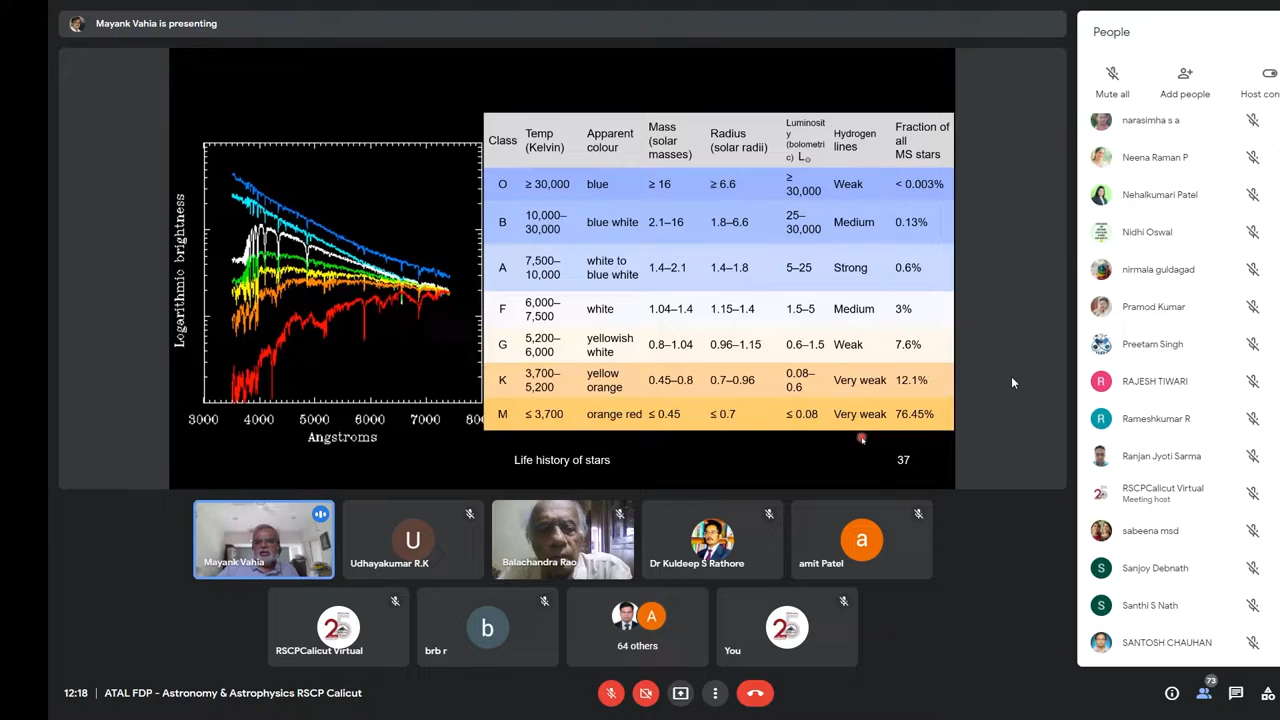 Mayank Vahia is presenting
People
Mute all
Add people
Host con
narasimha s a
Neena Raman P
Nehalkumari Patel
Nidhi Oswal
nirmala guldagad
Pramod Kumar
Preetam Singh
R
RAJESH TIWARI
R
Rameshkumar R
Ranjan Jyoti Sarma
RSCPCalicut Virtual
Meeting host
sabeena msd
S
Sanjoy Debnath
S
Santhi S Nath
SANTOSH CHAUHAN
Logarithmic brightness
3000 4000 5000 6000 7000 80
Angstroms
Class Temp (Kelvin) Apparent colour Mass (solar masses) Radius (solar radii) Luminosit y (bolometri c) L☉ Hydrogen lines Fraction of all MS stars
O ≥ 30,000 blue ≥ 16 ≥ 6.6 ≥ 30,000 Weak < 0.003%
B 10,000–30,000 blue white 2.1–16 1.8–6.6 25–30,000 Medium 0.13%
A 7,500–10,000 white to blue white 1.4–2.1 1.4–1.8 5–25 Strong 0.6%
F 6,000–7,500 white 1.04–1.4 1.15–1.4 1.5–5 Medium 3%
G 5,200–6,000 yellowish white 0.8–1.04 0.96–1.15 0.6–1.5 Weak 7.6%
K 3,700–5,200 yellow orange 0.45–0.8 0.7–0.96 0.08–0.6 Very weak 12.1%
M ≤ 3,700 orange red ≤ 0.45 ≤ 0.7 ≤ 0.08 Very weak 76.45%
Life history of stars
37
Mayank Vahia
U
Udhayakumar R.K
Balachandra Rao
Dr Kuldeep S Rathore
a
amit Patel
25
RSCPCalicut Virtual
b
brb r
A
64 others
25
You
12:18 | ATAL FDP - Astronomy & Astrophysics RSCP Calicut
73